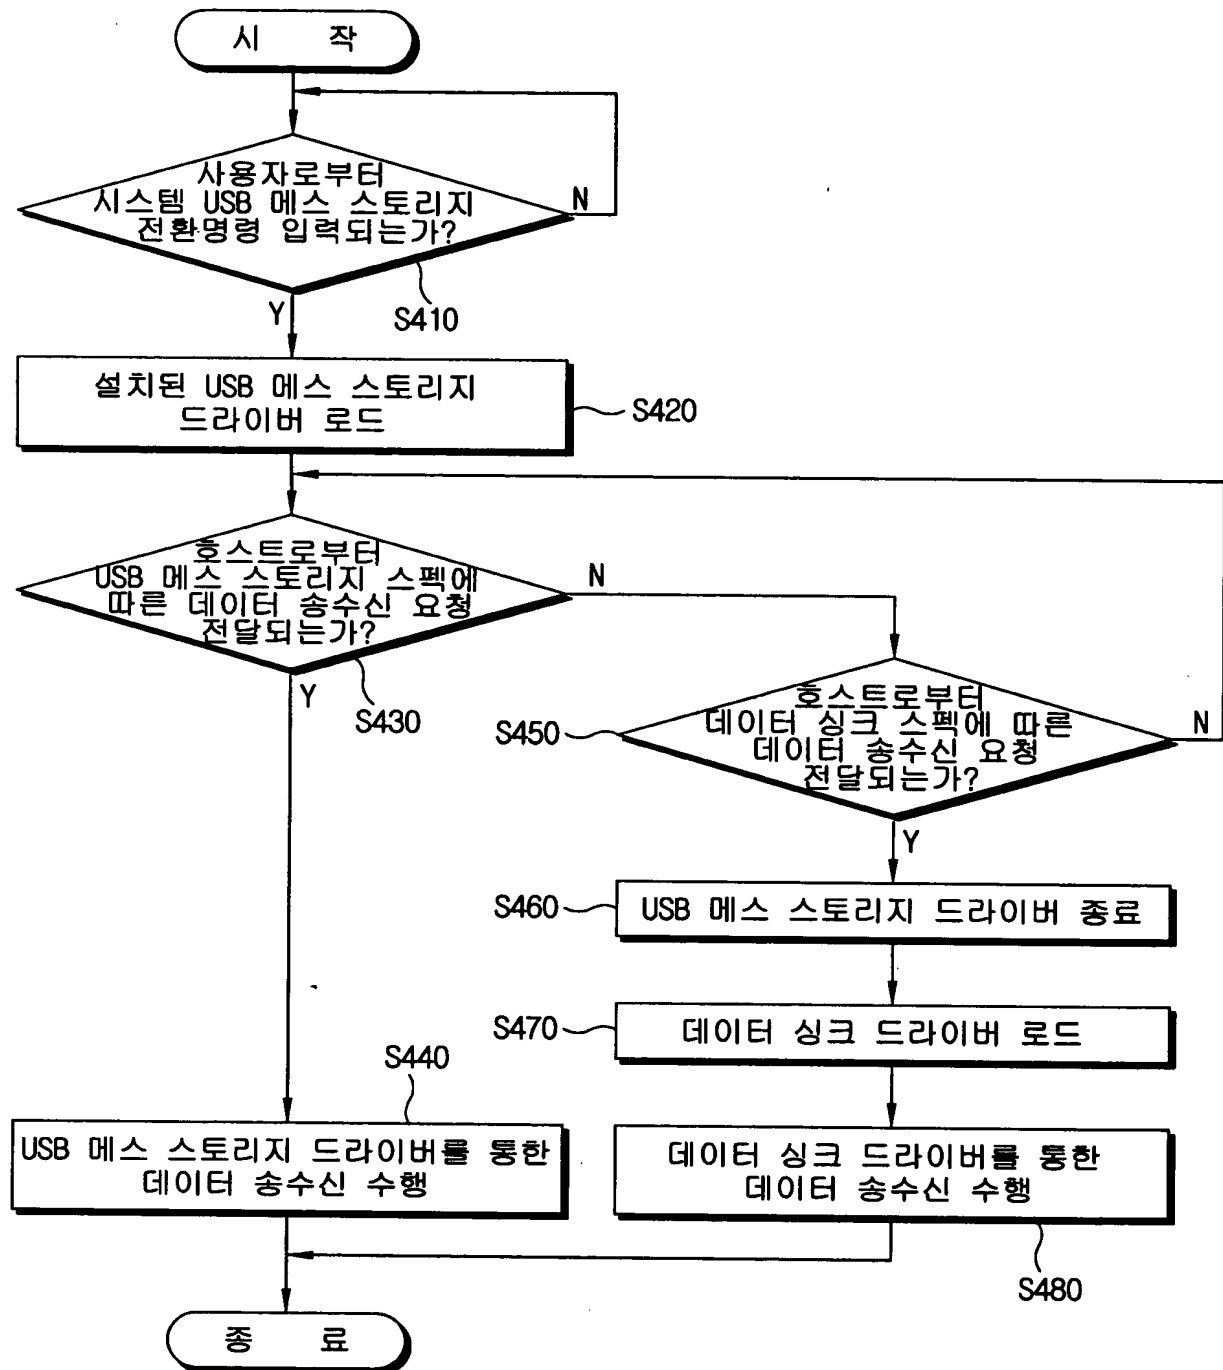 시 작
사용자로부터
시스템 USB 메스 스토리지
전환명령 입력되는가?
N
Y
S410
설치된 USB 메스 스토리지
드라이버 로드
S420
호스트로부터
USB 메스 스토리지 스펙에
따른 데이터 송수신 요청
전달되는가?
N
Y
S430
호스트로부터
데이터 싱크 스펙에 따른
데이터 송수신 요청
전달되는가?
N
S450
Y
S460
USB 메스 스토리지 드라이버 종료
S470
데이터 싱크 드라이버 로드
S440
USB 메스 스토리지 드라이버를 통한
데이터 송수신 수행
데이터 싱크 드라이버를 통한
데이터 송수신 수행
S480
종 료